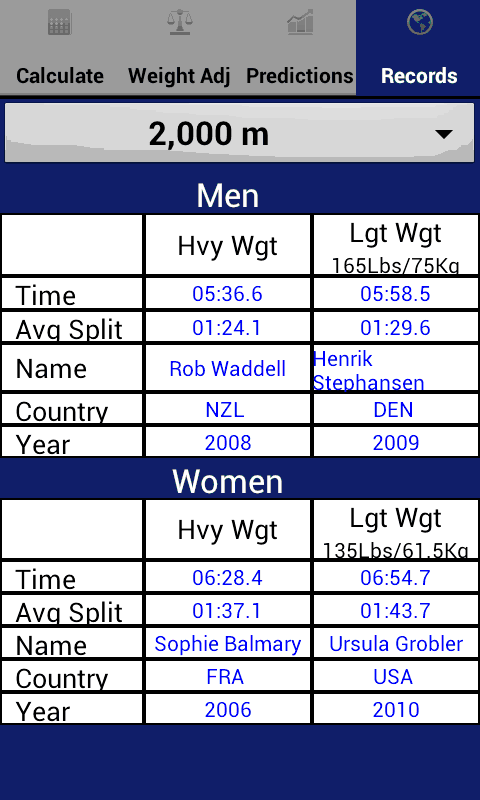 Calculate Weight Adj Predictions Records
2,000 m
Men
Hvy Wgt Lgt Wgt
165Lbs/75Kg
Time 05:36.6 05:58.5
Avg Split 01:24.1 01:29.6
Name Rob Waddell Henrik
Stephansen
Country NZL DEN
Year 2008 2009
Women
Hvy Wgt Lgt Wgt
135Lbs/61.5Kg
Time 06:28.4 06:54.7
Avg Split 01:37.1 01:43.7
Name Sophie Balmary Ursula Grobler
Country FRA USA
Year 2006 2010